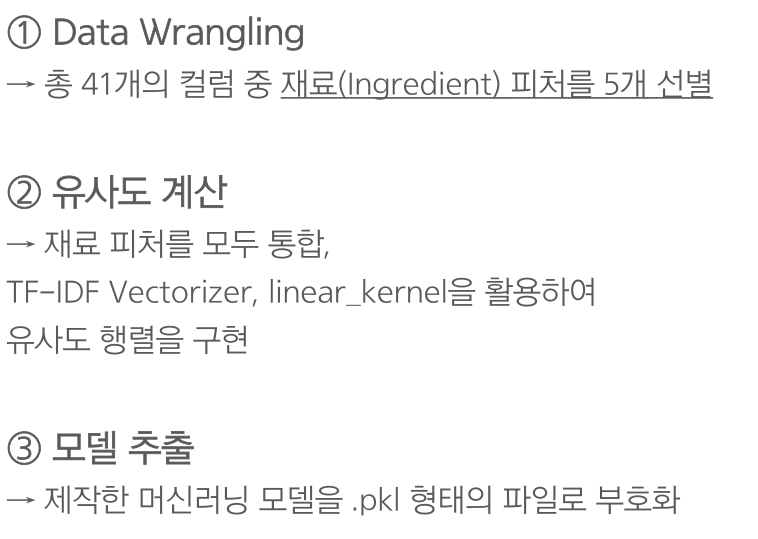 ① Data Wrangling
→ 총 41개의 컬럼 중 재료(Ingredient) 피처를 5개 선별
② 유사도 계산
→ 재료 피처를 모두 통합,
TF-IDF Vectorizer, linear_kernel을 활용하여
유사도 행렬을 구현
③ 모델 추출
→ 제작한 머신러닝 모델을 .pkl 형태의 파일로 부호화